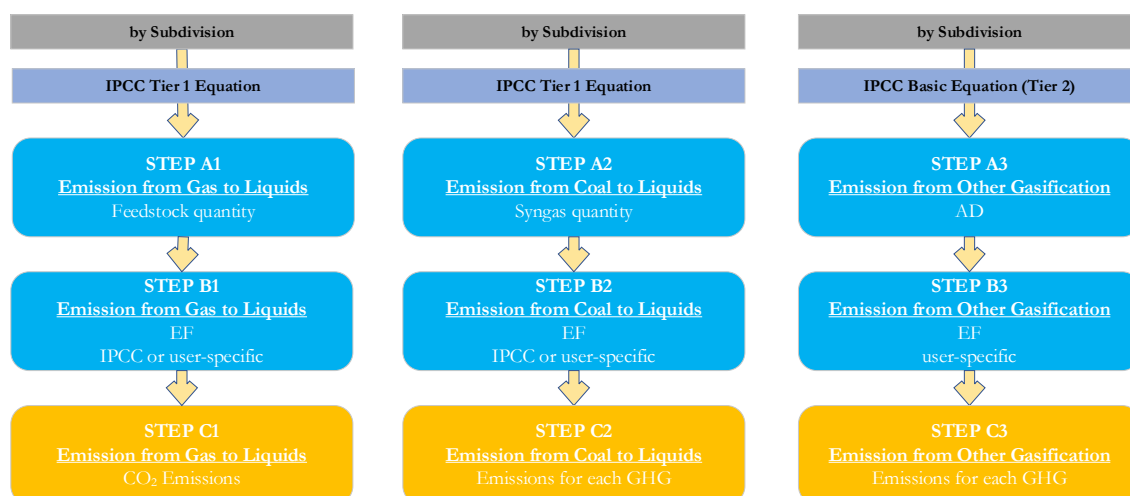 by Subdivision
IPCC Tier 1 Equation
STEP A1
Emission from Gas to Liquids
Feedstock quantity
STEP B1
Emission from Gas to Liquids
EF
IPCC or user-specific
STEP C1
Emission from Gas to Liquids
CO₂ Emissions
by Subdivision
IPCC Tier 1 Equation
STEP A2
Emission from Coal to Liquids
Syngas quantity
STEP B2
Emission from Coal to Liquids
EF
IPCC or user-specific
STEP C2
Emission from Coal to Liquids
Emissions for each GHG
by Subdivision
IPCC Basic Equation (Tier 2)
STEP A3
Emission from Other Gasification
AD
STEP B3
Emission from Other Gasification
EF
user-specific
STEP C3
Emission from Other Gasification
Emissions for each GHG